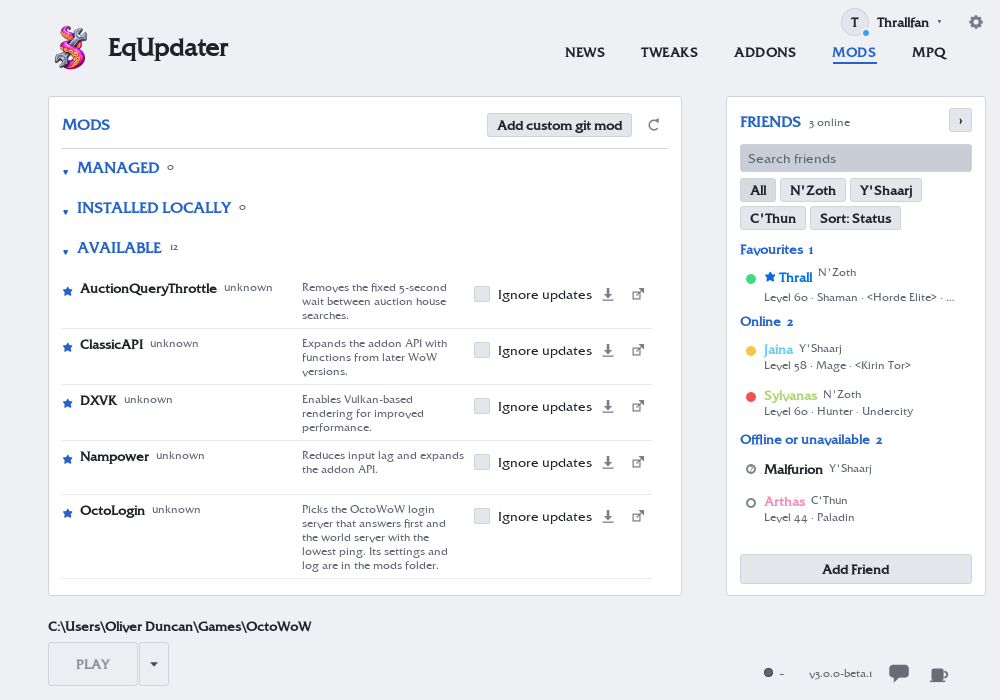 T Thrallfan
EqUpdater
NEWS TWEAKS ADDONS MODS MPQ
MODS
Add custom git mod
MANAGED 0
INSTALLED LOCALLY 0
AVAILABLE 12
AuctionQueryThrottle unknown
Removes the fixed 5-second
wait between auction house
searches.
Ignore updates
ClassicAPI unknown
Expands the addon API with
functions from later WoW
versions.
Ignore updates
DXVK unknown
Enables Vulkan-based
rendering for improved
performance.
Ignore updates
Nampower unknown
Reduces input lag and expands
the addon API.
Ignore updates
OctoLogin unknown
Picks the OctoWoW login
server that answers first and
the world server with the
lowest ping. Its settings and
log are in the mods folder.
Ignore updates
FRIENDS 3 online
›
Search friends
All N'Zoth Y'Shaarj
C'Thun Sort: Status
Favourites 1
Thrall N'Zoth
Level 60 · Shaman · <Horde Elite> · ...
Online 2
Jaina Y'Shaarj
Level 58 · Mage · <Kirin Tor>
Sylvanas N'Zoth
Level 60 · Hunter · Undercity
Offline or unavailable 2
? Malfurion Y'Shaarj
Arthas C'Thun
Level 44 · Paladin
Add Friend
C:\Users\Oliver Duncan\Games\OctoWoW
PLAY
– v3.0.0-beta.1